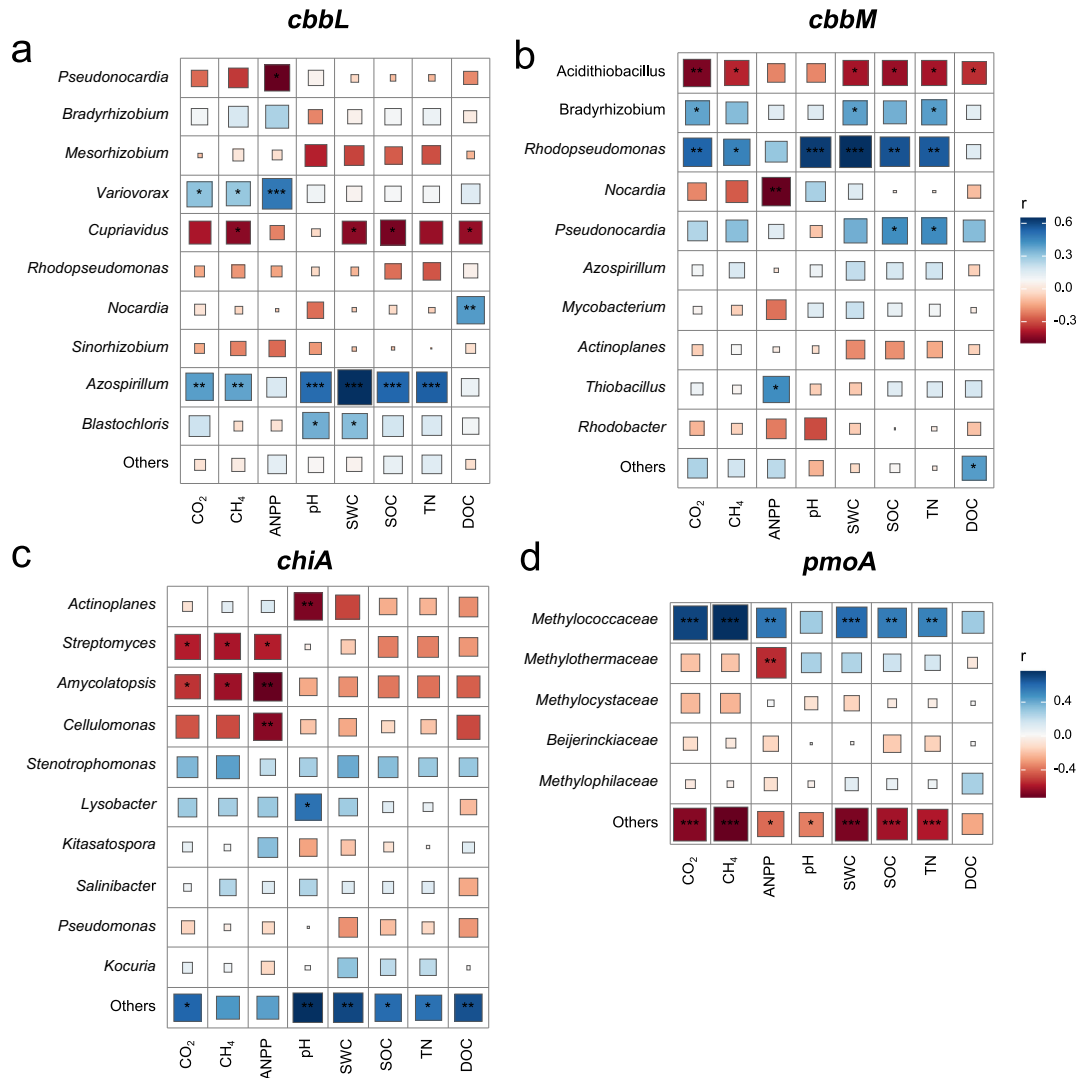 cbbL
a
Pseudonocardia * 
Bradyrhizobium
Mesorhizobium
Variovorax * * ***
Cupriavidus * * * *
Rhodopseudomonas
Nocardia **
Sinorhizobium
Azospirillum ** ** *** *** *** ***
Blastochloris * *
Others
CO₂ CH₄ ANPP pH SWC SOC TN DOC
cbbM
b
Acidithiobacillus ** * * * * *
Bradyrhizobium * * *
Rhodopseudomonas ** * *** *** ** **
Nocardia **
Pseudonocardia * *
Azospirillum
Mycobacterium
Actinoplanes
Thiobacillus *
Rhodobacter
Others *
CO₂ CH₄ ANPP pH SWC SOC TN DOC
r
0.6
0.3
0.0
-0.3
chiA
c
Actinoplanes **
Streptomyces * * *
Amycolatopsis * * **
Cellulomonas **
Stenotrophomonas
Lysobacter *
Kitasatospora
Salinibacter
Pseudomonas
Kocuria
Others * ** ** * * **
CO₂ CH₄ ANPP pH SWC SOC TN DOC
pmoA
d
Methylococcaceae *** *** ** *** ** **
Methylothermaceae **
Methylocystaceae
Beijerinckiaceae
Methylophilaceae
Others *** *** * * *** *** ***
CO₂ CH₄ ANPP pH SWC SOC TN DOC
r
0.4
0.0
-0.4